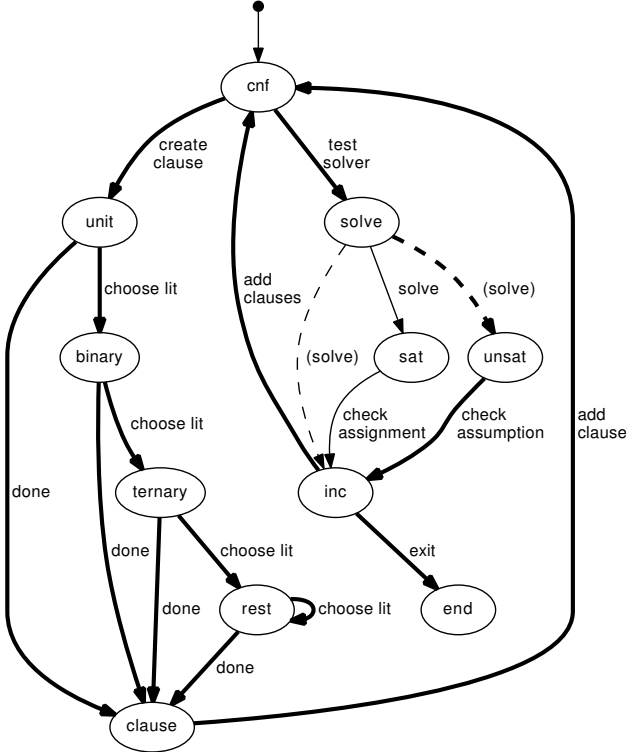 cnf
create
clause
test
solver
unit
solve
choose lit
add
clauses
solve
(solve)
binary
(solve)
sat
unsat
choose lit
check
assignment
check
assumption
add
clause
done
ternary
inc
done
choose lit
exit
done
rest
choose lit
end
done
clause